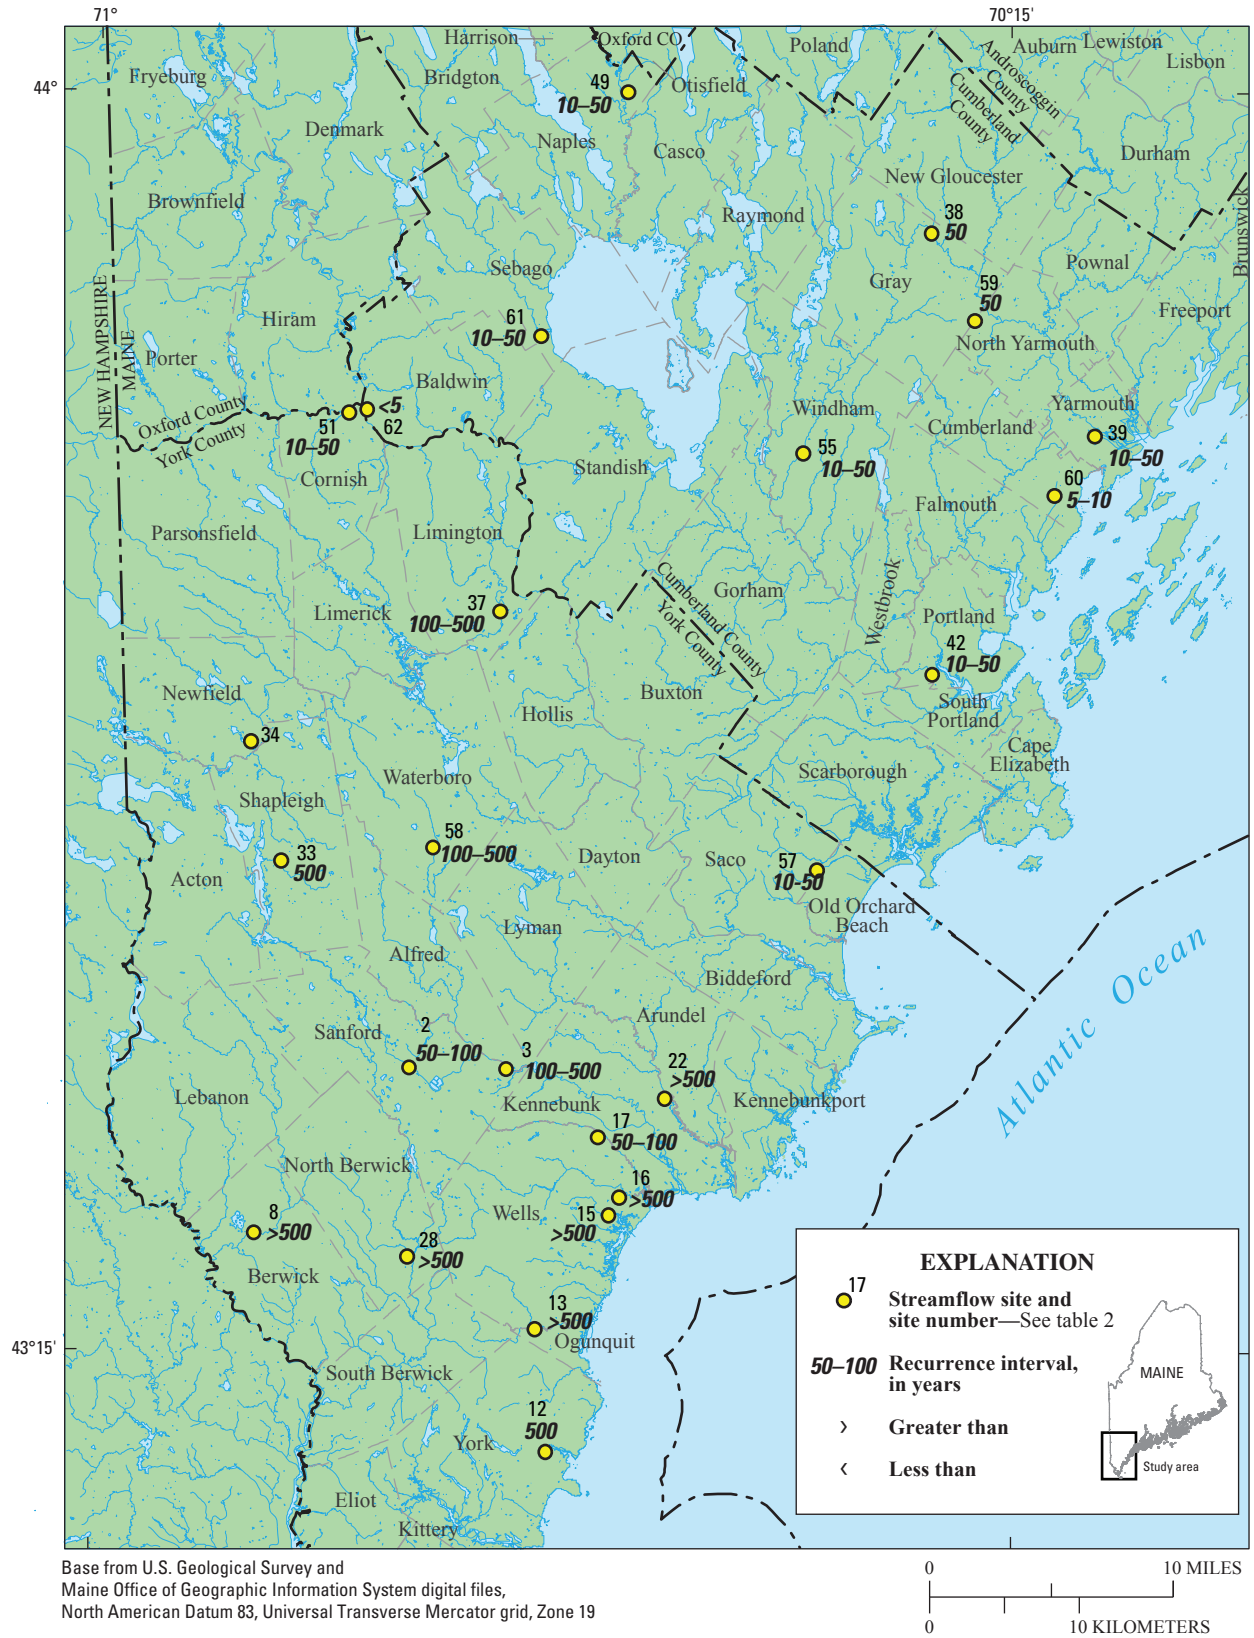 71°
70°15'
44°
43°15'
Harrison
Oxford CO
Poland
Auburn
Lewiston
Lisbon
Fryeburg
Bridgton
49
10–50
Otisfield
Androscoggin
County
Cumberland
County
Denmark
Naples
Casco
Durham
Brownfield
New Gloucester
Raymond
38
50
Brunswick
Sebago
Gray
Pownal
59
50
Freeport
Hiram
61
10–50
North Yarmouth
NEW HAMPSHIRE
MAINE
Porter
Baldwin
<5
62
51
10–50
Oxford County
York County
Windham
Yarmouth
Cumberland
39
10–50
55
10–50
Cornish
Standish
60
5–10
Falmouth
Parsonsfield
Limington
Westbrook
Cumberland County
York County
Gorham
37
100–500
Limerick
Portland
42
10–50
Newfield
Buxton
South
Portland
Hollis
34
Cape
Elizabeth
Waterboro
Scarborough
Shapleigh
58
100–500
33
500
Dayton
Saco
57
10-50
Acton
Old Orchard
Beach
Lyman
Alfred
Biddeford
Atlantic Ocean
Arundel
Sanford
2
50–100
3
100–500
22
>500
Lebanon
Kennebunk
Kennebunkport
17
50–100
North Berwick
16
>500
Wells
15
>500
8
>500
28
>500
Berwick
13
>500
Ogunquit
South Berwick
12
500
York
Eliot
Kittery
EXPLANATION
17
Streamflow site and
site number—See table 2
50–100 Recurrence interval,
in years
> Greater than
< Less than
MAINE
Study area
Base from U.S. Geological Survey and
Maine Office of Geographic Information System digital files,
North American Datum 83, Universal Transverse Mercator grid, Zone 19
0 10 MILES
0 10 KILOMETERS